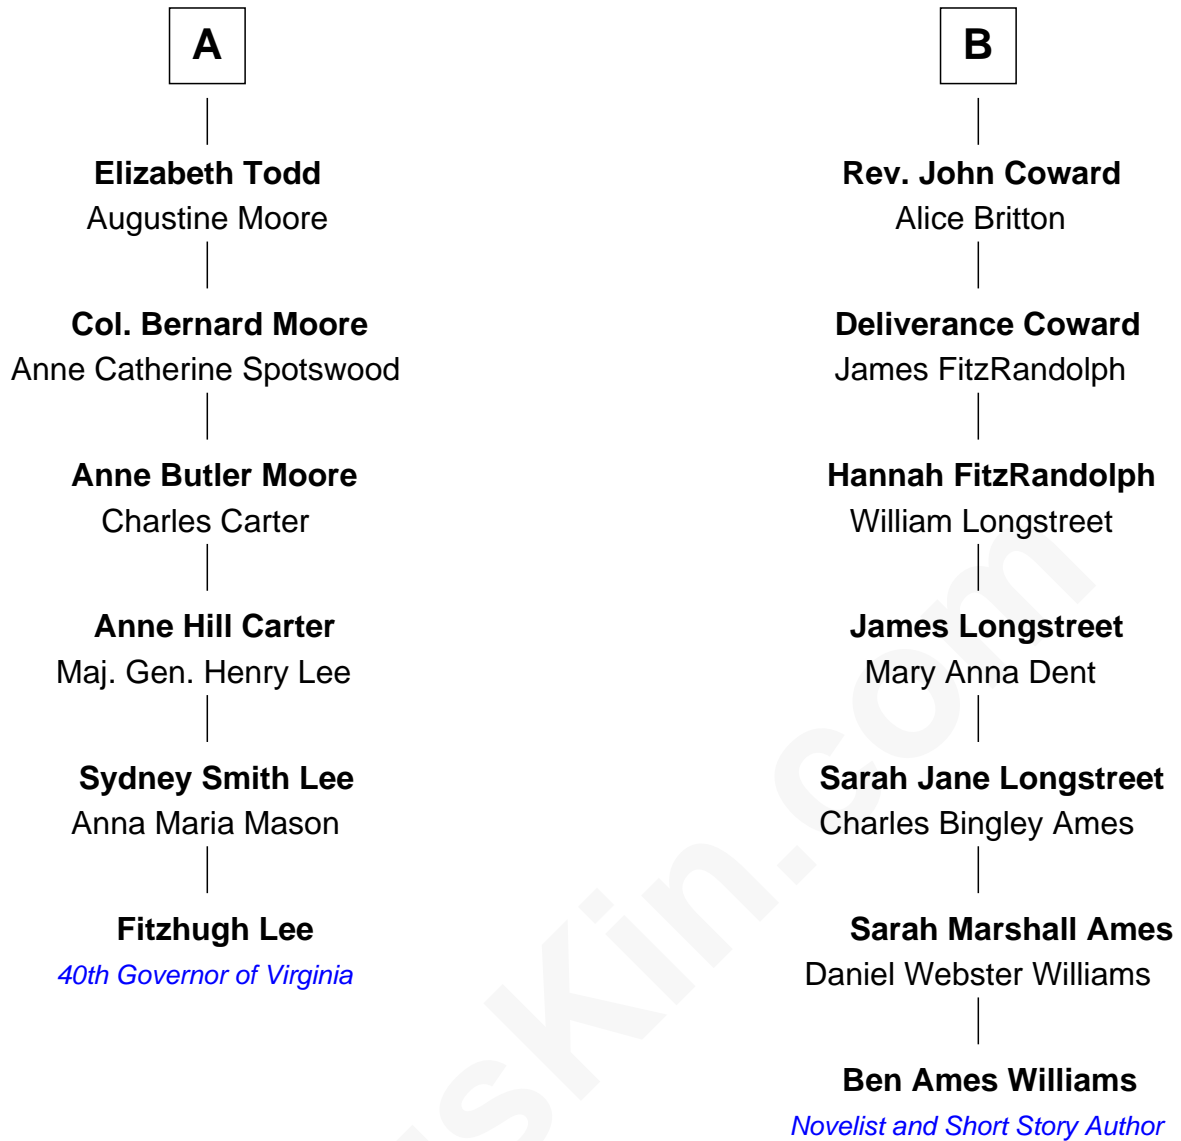 A
Elizabeth Todd
Augustine Moore
Col. Bernard Moore
Anne Catherine Spotswood
Anne Butler Moore
Charles Carter
Anne Hill Carter
Maj. Gen. Henry Lee
Sydney Smith Lee
Anna Maria Mason
Fitzhugh Lee
40th Governor of Virginia
B
Rev. John Coward
Alice Britton
Deliverance Coward
James FitzRandolph
Hannah FitzRandolph
William Longstreet
James Longstreet
Mary Anna Dent
Sarah Jane Longstreet
Charles Bingley Ames
Sarah Marshall Ames
Daniel Webster Williams
Ben Ames Williams
Novelist and Short Story Author
usKin.com